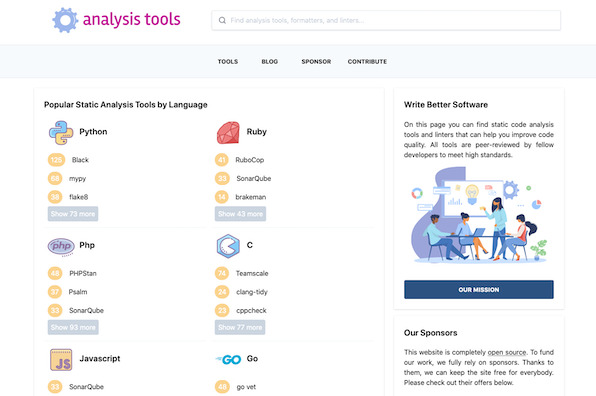 analysis tools
Find analysis tools, formatters, and linters...
TOOLS BLOG SPONSOR CONTRIBUTE
Popular Static Analysis Tools by Language
Python
125 Black
88 mypy
38 flake8
Show 73 more
Ruby
41 RuboCop
33 SonarQube
14 brakeman
Show 43 more
php
Php
48 PHPStan
37 Psalm
33 SonarQube
Show 93 more
C
C
74 Teamscale
24 clang-tidy
22 cppcheck
Show 77 more
JS
Javascript
33 SonarQube
GO
Go
48 go vet
Write Better Software
On this page you can find static code analysis
tools and linters that can help you improve code
quality. All tools are peer-reviewed by fellow
developers to meet high standards.
OUR MISSION
Our Sponsors
This website is completely open source. To fund
our work, we fully rely on sponsors. Thanks to
them, we can keep the site free for everybody.
Please check out their offers below.